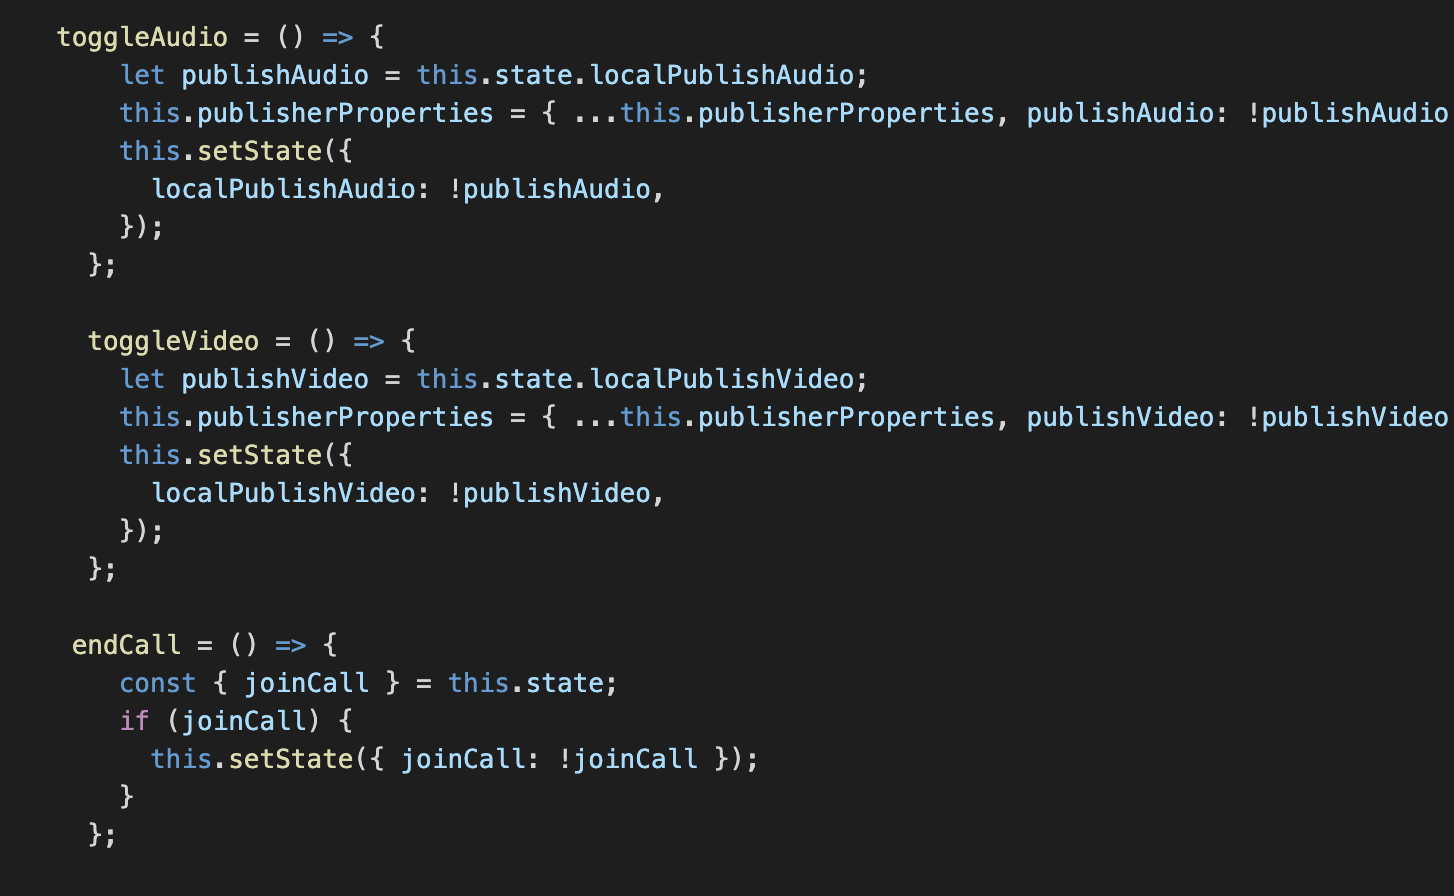 toggleAudio = () => {
let publishAudio = this.state.localPublishAudio;
this.publisherProperties = { ...this.publisherProperties, publishAudio: !publishAudio
this.setState({
localPublishAudio: !publishAudio,
});
};
toggleVideo = () => {
let publishVideo = this.state.localPublishVideo;
this.publisherProperties = { ...this.publisherProperties, publishVideo: !publishVideo
this.setState({
localPublishVideo: !publishVideo,
});
};
endCall = () => {
const { joinCall } = this.state;
if (joinCall) {
this.setState({ joinCall: !joinCall });
}
};